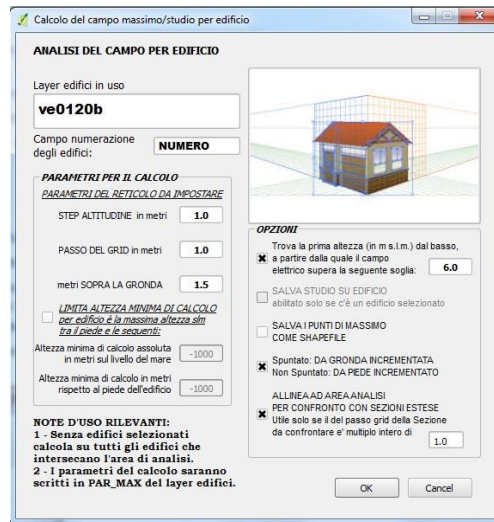 Calcolo del campo massimo/studio per edificio
ANALISI DEL CAMPO PER EDIFICIO
Layer edifici in uso
ve0120b
Campo numerazione
degli edifici:
NUMERO
PARAMETRI PER IL CALCOLO
PARAMETRI DEL RETICOLO DA IMPOSTARE
STEP ALTITUDINE in metri
1.0
PASSO DEL GRID in metri
1.0
metri SOPRA LA GRONDA
1.5
LIMITA ALTEZZA MINIMA DI CALCOLO
per edificio è la massima altezza slm
tra il piede e le sequenti:
Altezza minima di calcolo assoluta
in metri sul livello del mare
-1000
Altezza minima di calcolo in metri
rispetto al piede dell'edificio
-1000
NOTE D'USO RILEVANTI:
1 - Senza edifici selezionati
calcola su tutti gli edifici che
intersecano l'area di analisi.
2 - I parametri del calcolo saranno
scritti in PAR_MAX del layer edifici.
OPZIONI
Trova la prima altezza (in m s.l.m.) dal basso,
a partire dalla quale il campo
elettrico supera la seguente soglia:
6.0
SALVA STUDIO SU EDIFICIO
abilitato solo se c'è un edificio selezionato
SALVA I PUNTI DI MASSIMO
COME SHAPEFILE
Spuntato: DA GRONDA INCREMENTATA
Non Spuntato: DA PIEDE INCREMENTATO
ALLINEA AD AREA ANALISI
PER CONFRONTO CON SEZIONI ESTESE
Utile solo se il del passo grid della Sezione
da confrontare e' multiplo intero di
1.0
OK
Cancel